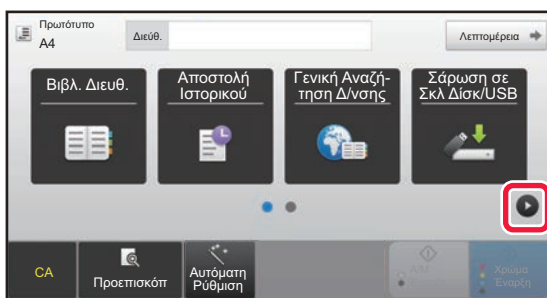 Πρωτότυπο
A4
Διεύθ.
Λεπτομέρεια
Βιβλ. Διευθ.
Αποστολή
Ιστορικού
Γενική Αναζή-
τηση Δ/νσης
Σάρωση σε
Σκλ Δίσκ/USB
CA
Προεπισκόπ
Αυτόματη
Ρύθμιση
Χρώμα
Έναρξη